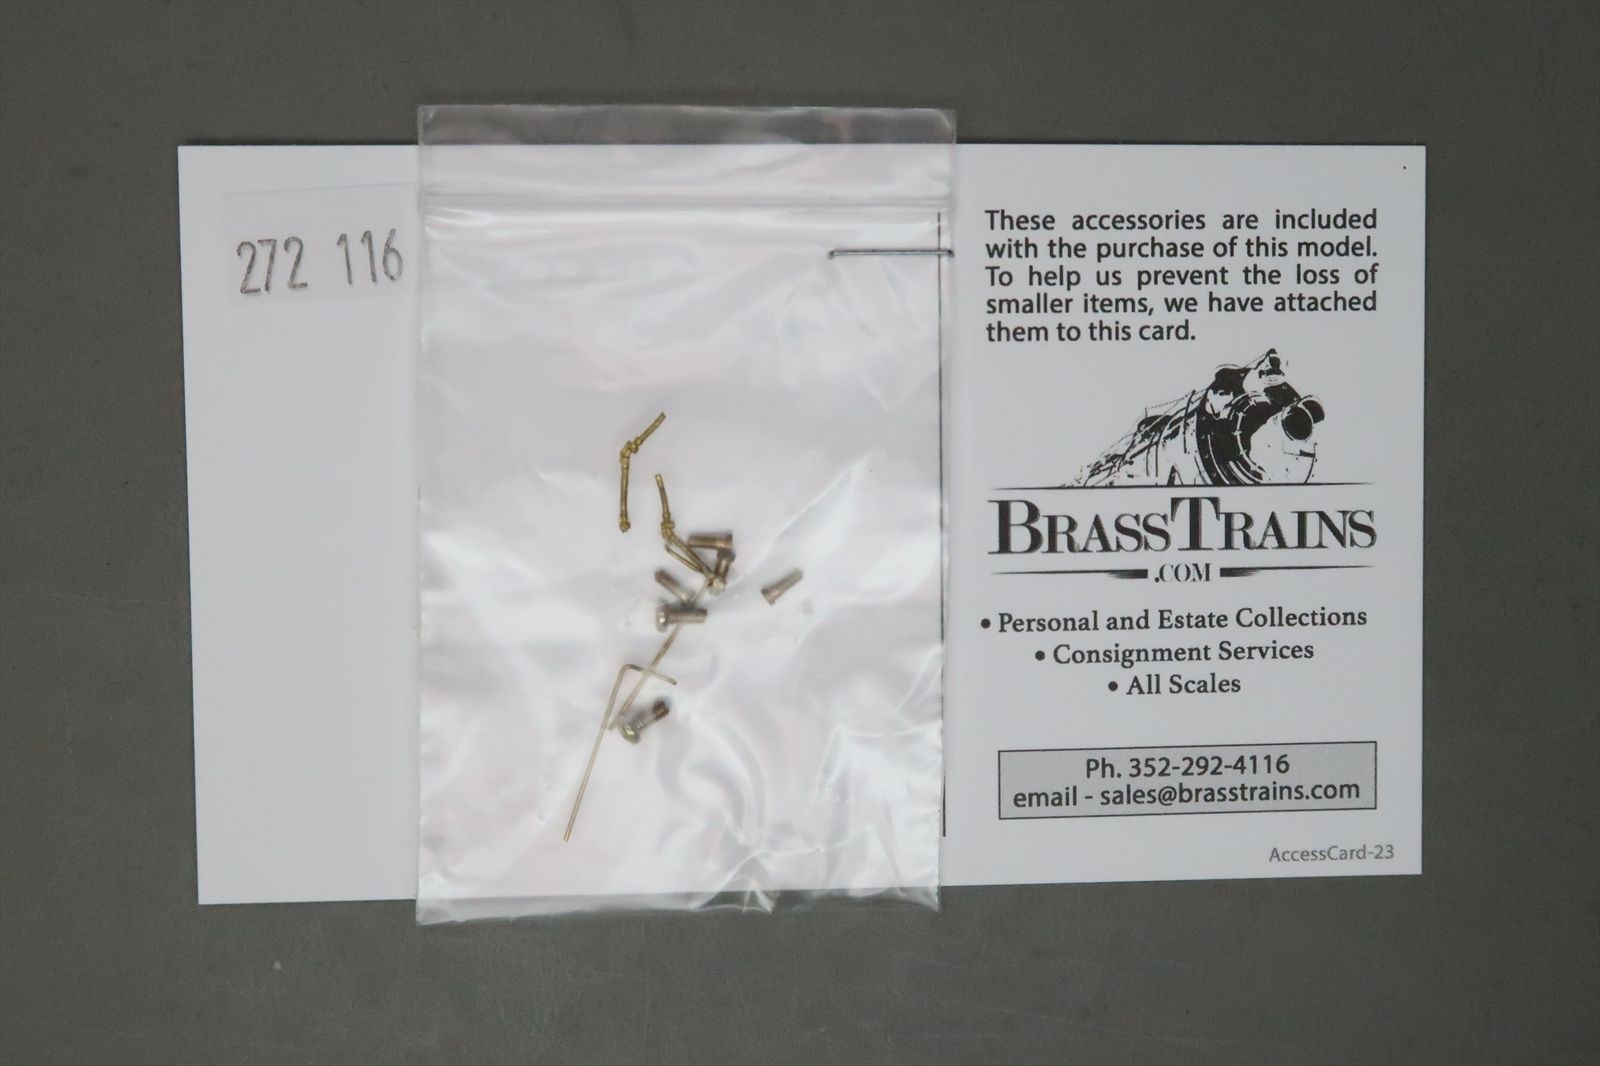 272 116
These accessories are included
with the purchase of this model.
To help us prevent the loss of
smaller items, we have attached
them to this card.
BRASSTRAINS
.COM
• Personal and Estate Collections
• Consignment Services
• All Scales
Ph. 352-292-4116
email - sales@brasstrains.com
AccessCard-23